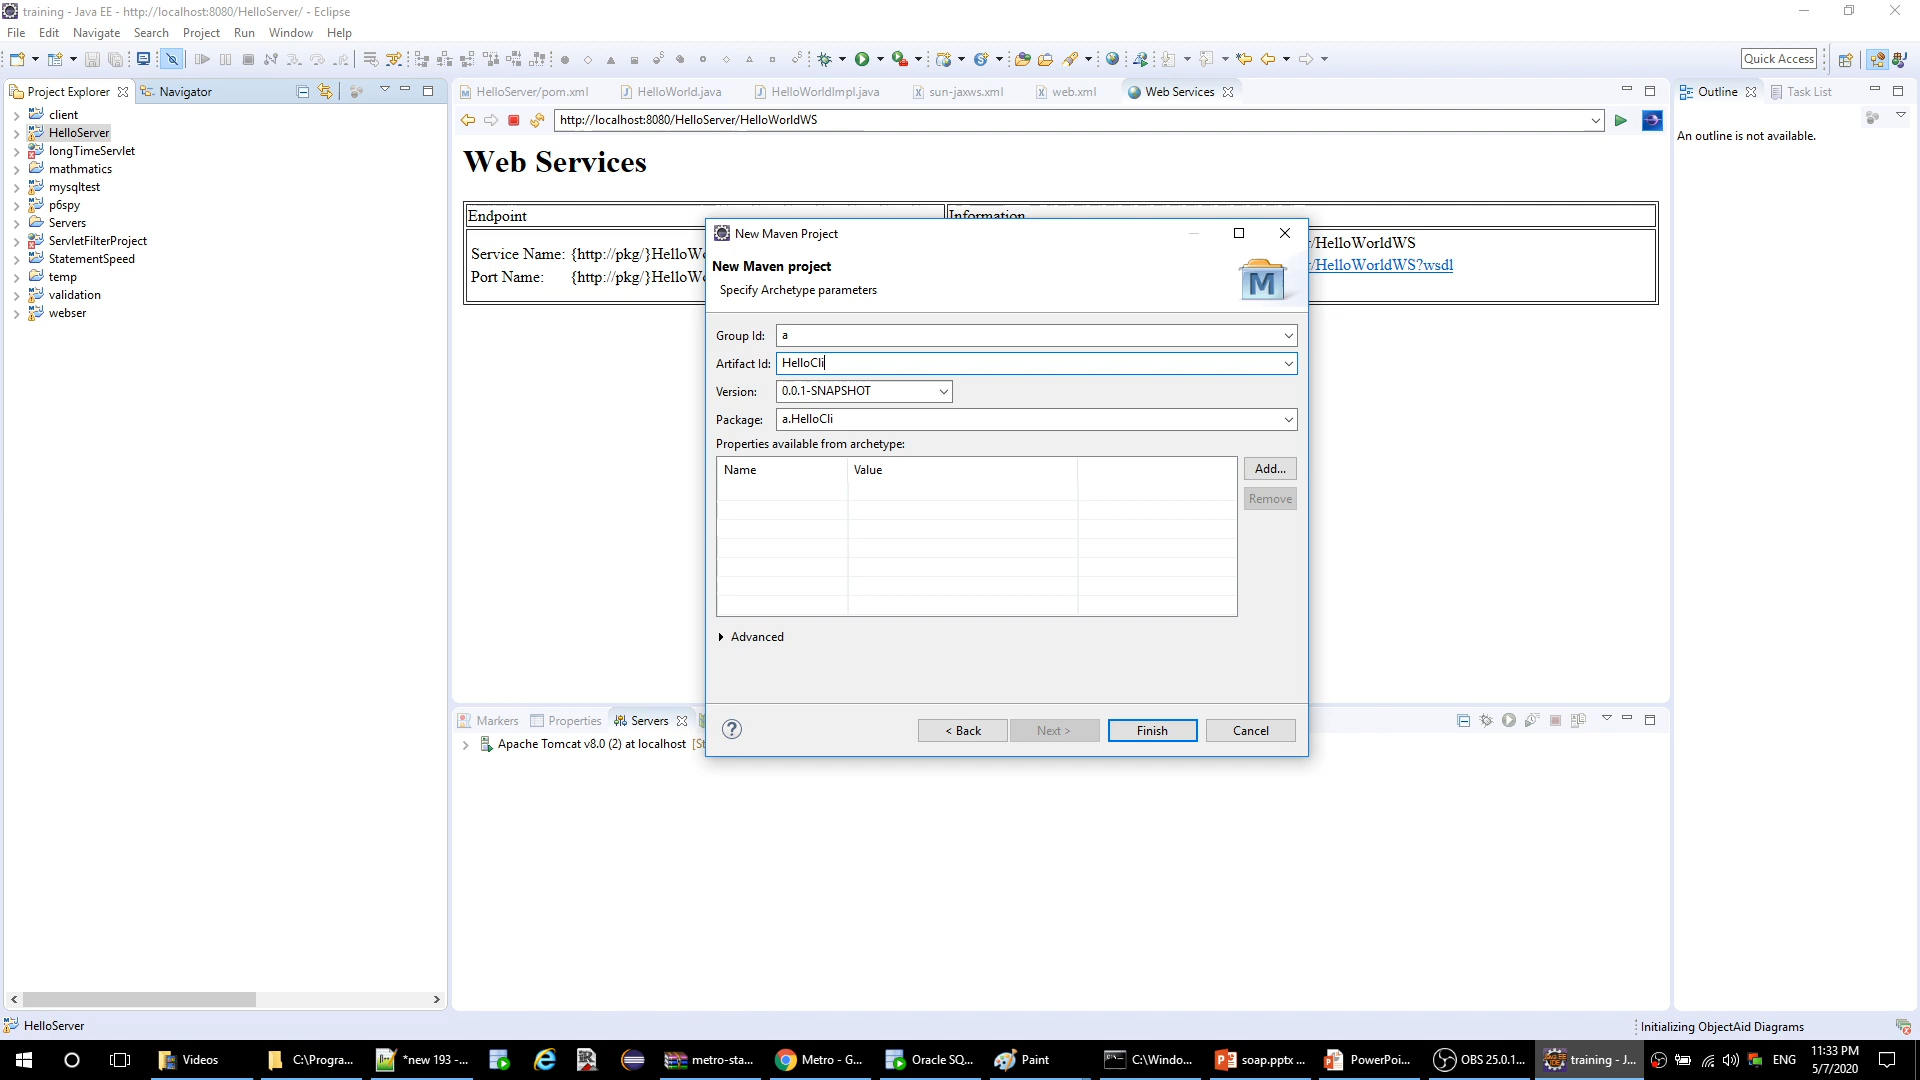 training - Java EE - http://localhost:8080/HelloServer/ - Eclipse
File Edit Navigate Search Project Run Window Help
Quick Access
Project Explorer Navigator
client
HelloServer
longTimeServlet
mathmatics
mysqltest
p6spy
Servers
ServletFilterProject
StatementSpeed
temp
validation
webser
HelloServer/pom.xml HelloWorld.java HelloWorldImpl.java sun-jaxws.xml web.xml Web Services
http://localhost:8080/HelloServer/HelloWorldWS
Web Services
Endpoint Information
Service Name: {http://pkg/}HelloWo
Port Name: {http://pkg/}HelloWo
/HelloWorldWS
/HelloWorldWS?wsdl
New Maven Project
New Maven project
Specify Archetype parameters
M
Group Id: a
Artifact Id: HelloCli
Version: 0.0.1-SNAPSHOT
Package: a.HelloCli
Properties available from archetype:
Name Value
Add...
Remove
Advanced
< Back Next > Finish Cancel
Outline Task List
An outline is not available.
Markers Properties Servers
Apache Tomcat v8.0 (2) at localhost [St
HelloServer
Initializing ObjectAid Diagrams
Videos C:\Progra... *new 193 -... metro-sta... Metro - G... Oracle SQ... Paint C:\Windo... soap.pptx ... PowerPoi... OBS 25.0.1... training - J... ENG
11:33 PM
5/7/2020